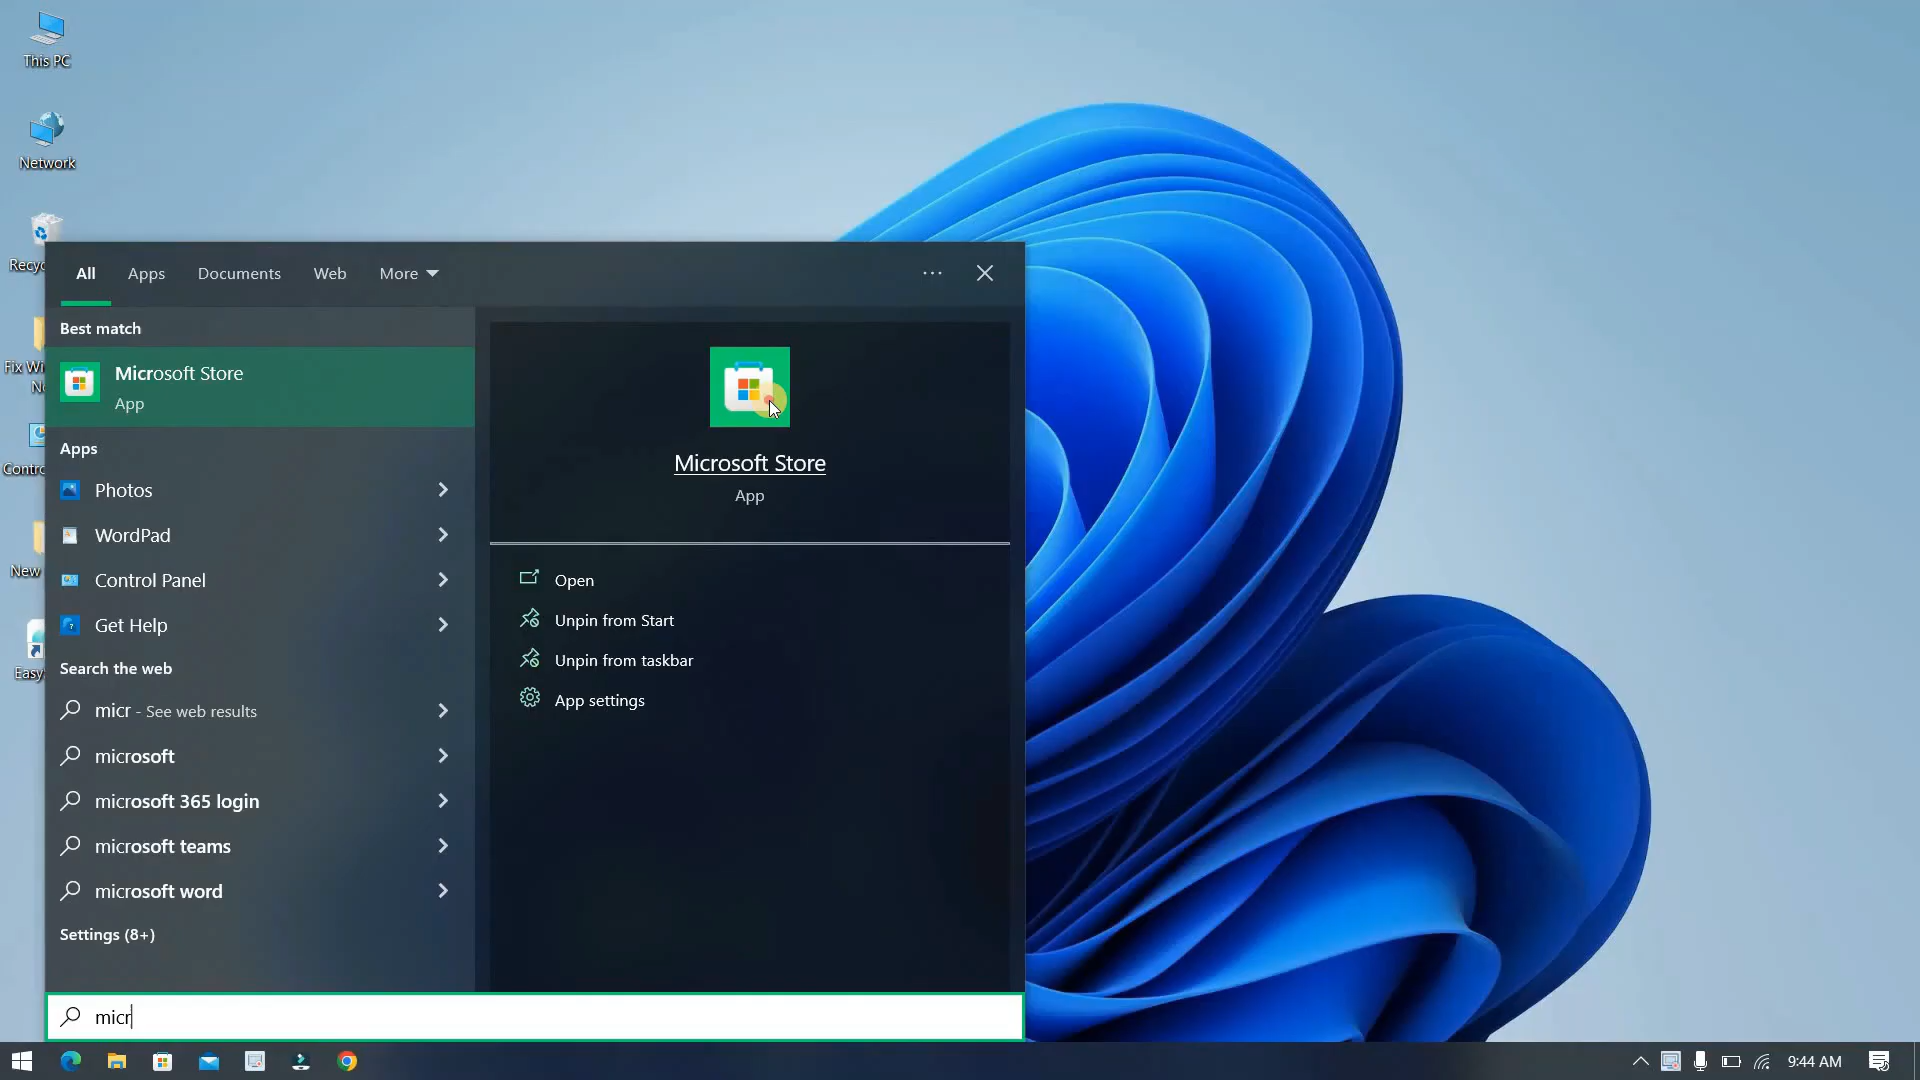 This PC
Network
Recyc
Fix Wi
N
Contro
New
Easy
All
Apps
Documents
Web
More
Best match
Microsoft Store
App
Apps
Photos
WordPad
Control Panel
Get Help
Search the web
micr - See web results
microsoft
microsoft 365 login
microsoft teams
microsoft word
Settings (8+)
Microsoft Store
App
Open
Unpin from Start
Unpin from taskbar
App settings
micr
9:44 AM